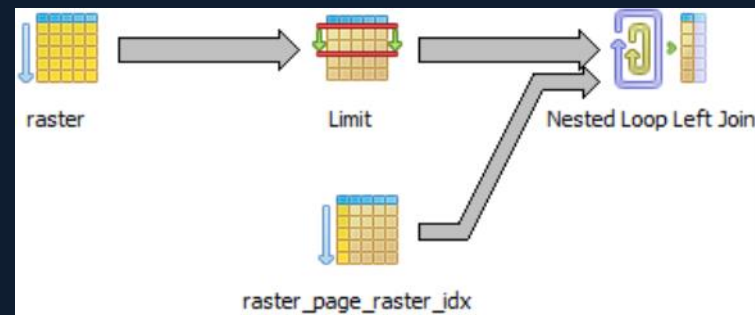 raster
Limit
Nested Loop Left Join
raster_page_raster_idx